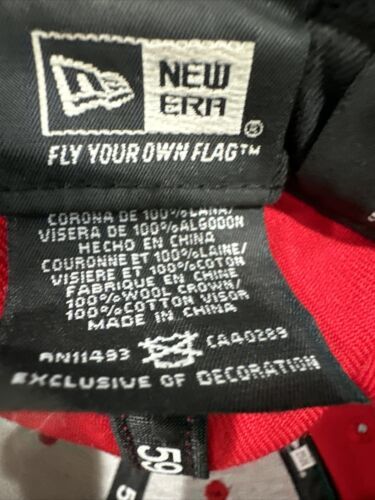 NEW
ERA®
FLY YOUR OWN FLAG™
CORONA DE 100%LANA/
VISERA DE 100%ALGODON
HECHO EN CHINA
COURONNE ET 100%LAINE/
VISIERE ET 100%COTON
FABRIQUE EN CHINE
100%WOOL CROWN/
100%COTTON VISOR
MADE IN CHINA
RN11493 CA40289
EXCLUSIVE OF DECORATION
59
5